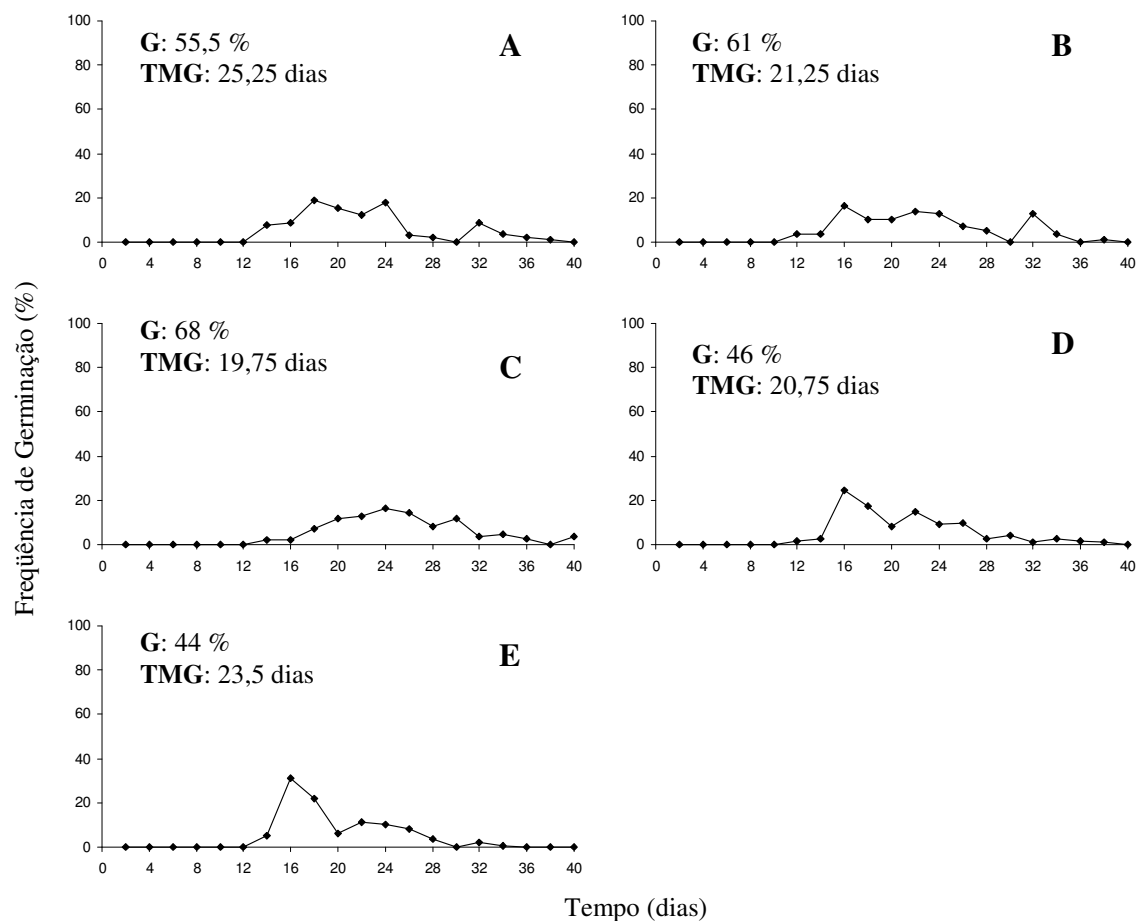 G: 55,5 %
TMG: 25,25 dias
A
100
80
60
40
20
0
0 4 8 12 16 20 24 28 32 36 40
G: 61 %
TMG: 21,25 dias
B
100
80
60
40
20
0
0 4 8 12 16 20 24 28 32 36 40
G: 68 %
TMG: 19,75 dias
C
100
80
60
40
20
0
0 4 8 12 16 20 24 28 32 36 40
G: 46 %
TMG: 20,75 dias
D
100
80
60
40
20
0
0 4 8 12 16 20 24 28 32 36 40
G: 44 %
TMG: 23,5 dias
E
100
80
60
40
20
0
0 4 8 12 16 20 24 28 32 36 40
Freqüência de Germinação (%)
Tempo (dias)